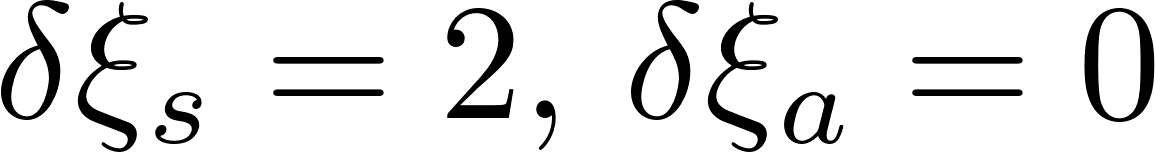 δξ_s = 2, δξ_a = 0